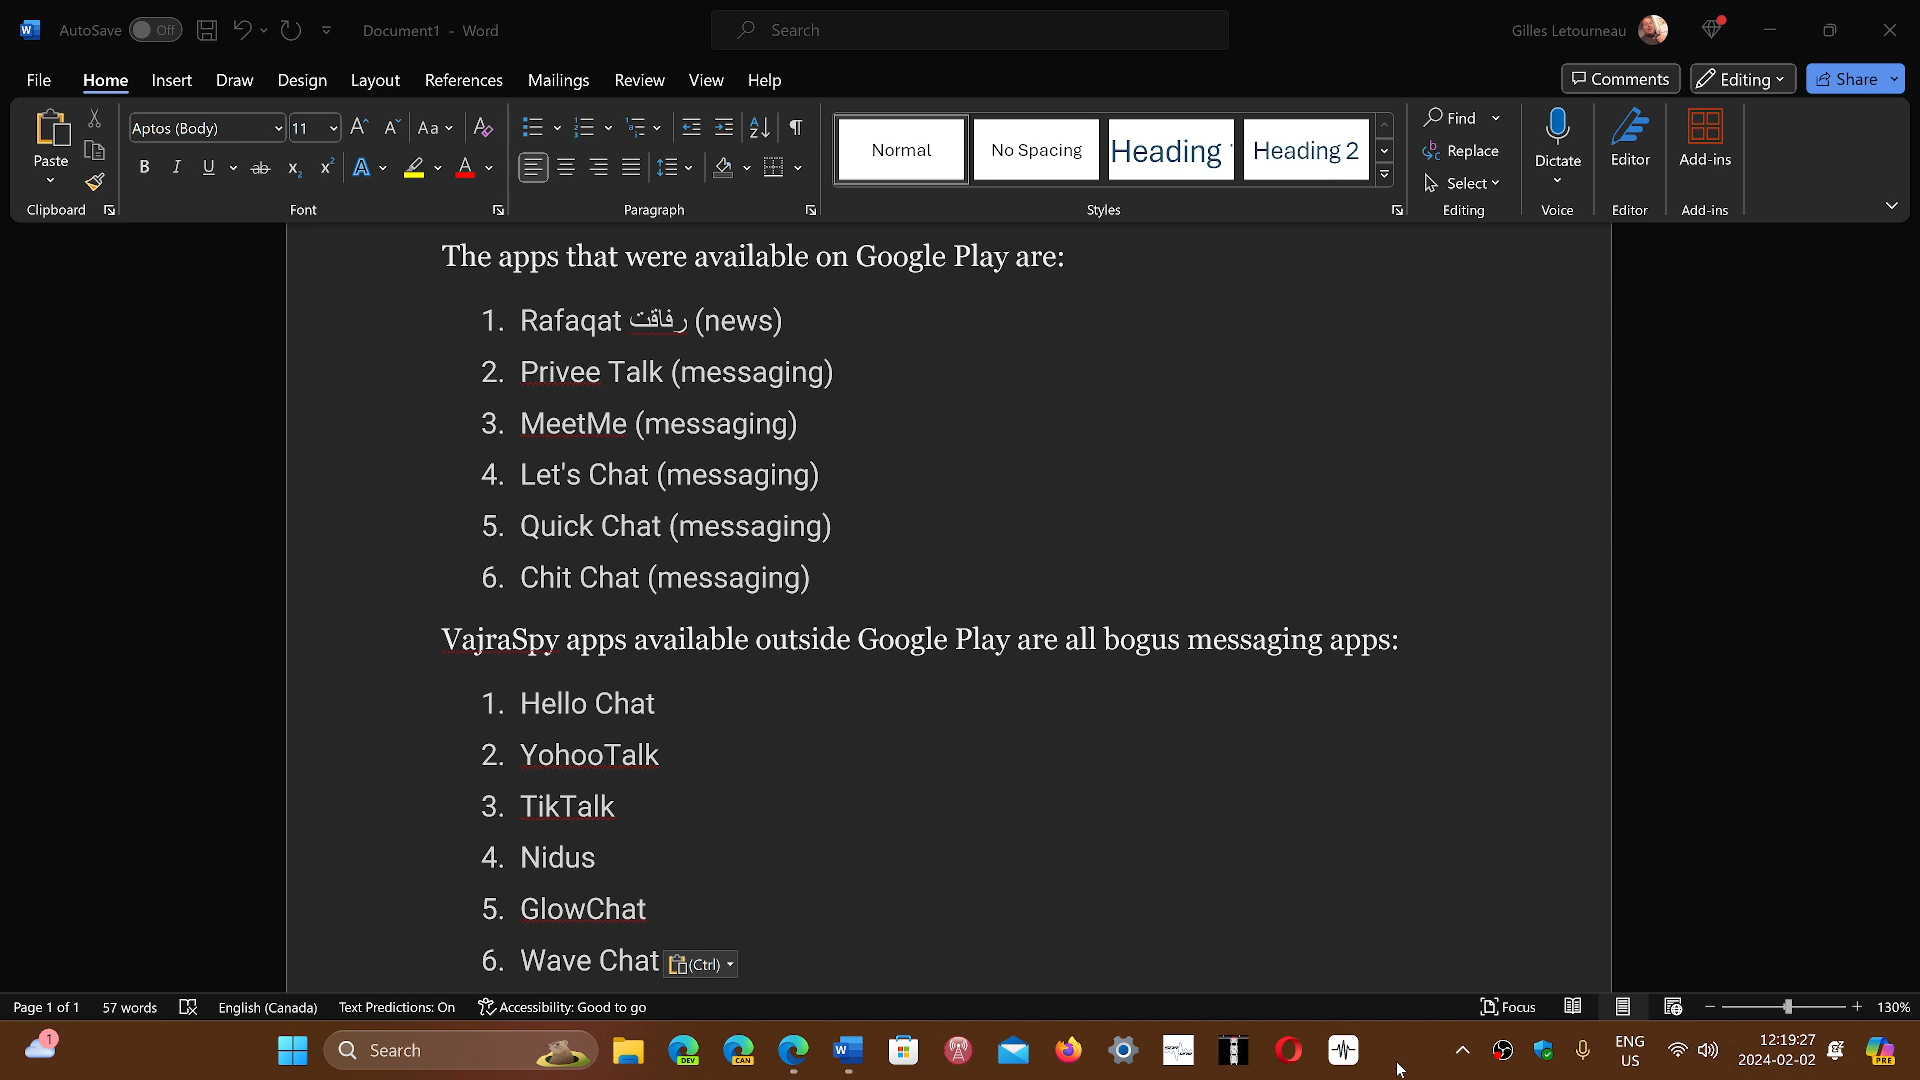 AutoSave Off Document1 - Word Search Gilles Letourneau
File Home Insert Draw Design Layout References Mailings Review View Help Comments Editing Share
Paste Aptos (Body) 11 Normal No Spacing Heading Heading 2 Find Replace Select Dictate Editor Add-ins
Clipboard Font Paragraph Styles Editing Voice Editor Add-ins
The apps that were available on Google Play are:
1. Rafaqat رفاقت (news)
2. Privee Talk (messaging)
3. MeetMe (messaging)
4. Let's Chat (messaging)
5. Quick Chat (messaging)
6. Chit Chat (messaging)
VajraSpy apps available outside Google Play are all bogus messaging apps:
1. Hello Chat
2. YohooTalk
3. TikTalk
4. Nidus
5. GlowChat
6. Wave Chat (Ctrl)
Page 1 of 1 57 words English (Canada) Text Predictions: On Accessibility: Good to go Focus 130%
1 Search DEV CAN ENG 12:19:27
US 2024-02-02 PRE